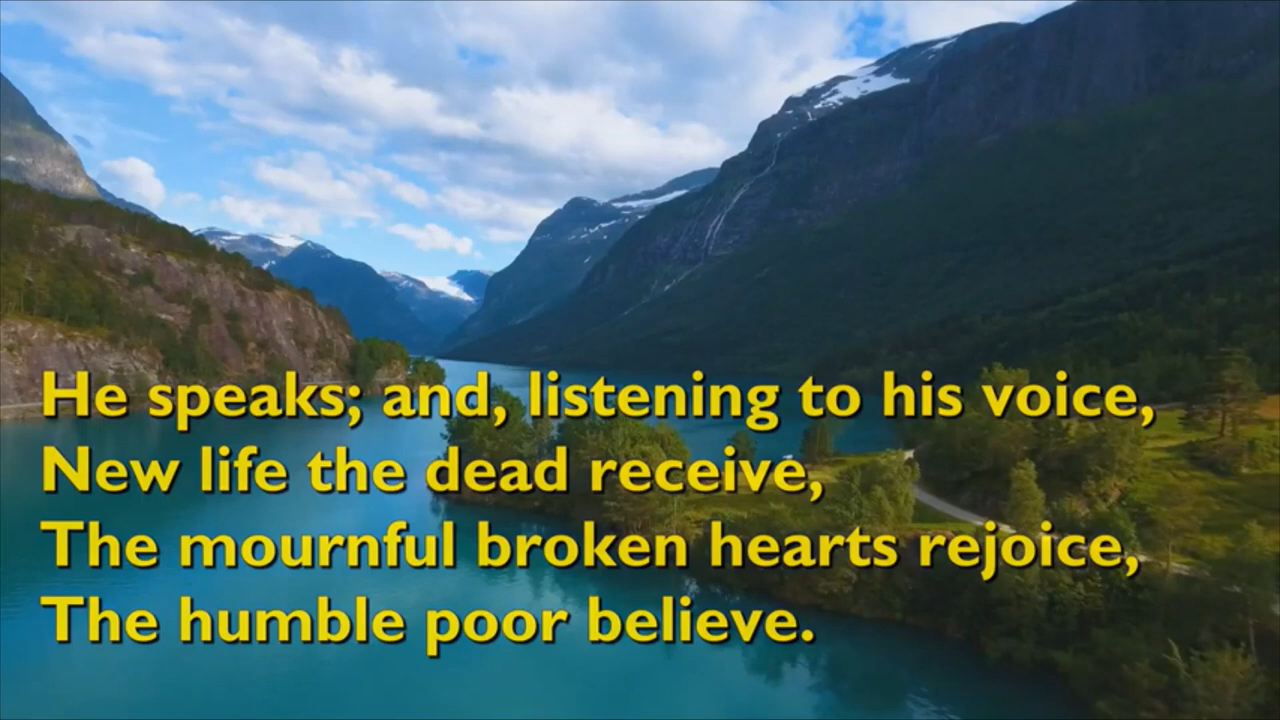 He speaks; and, listening to his voice,
New life the dead receive,
The mournful broken hearts rejoice,
The humble poor believe.